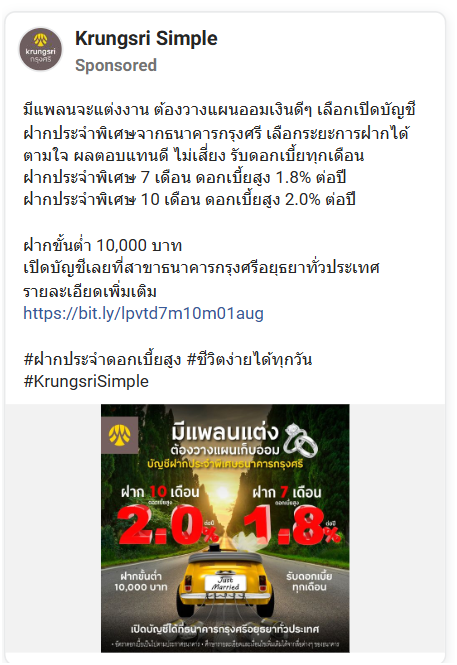 krungsri
กรุงศรี
Krungsri Simple
Sponsored
มีแพลนจะแต่งงาน ต้องวางแผนออมเงินดีๆ เลือกเปิดบัญชี
ฝากประจำพิเศษจากธนาคารกรุงศรี เลือกระยะการฝากได้
ตามใจ ผลตอบแทนดี ไม่เสี่ยง รับดอกเบี้ยทุกเดือน
ฝากประจำพิเศษ 7 เดือน ดอกเบี้ยสูง 1.8% ต่อปี
ฝากประจำพิเศษ 10 เดือน ดอกเบี้ยสูง 2.0% ต่อปี
ฝากขั้นต่ำ 10,000 บาท
เปิดบัญชีเลยที่สาขาธนาคารกรุงศรีอยุธยาทั่วประเทศ
รายละเอียดเพิ่มเติม
https://bit.ly/lpvtd7m10m01aug
#ฝากประจำดอกเบี้ยสูง #ชีวิตง่ายได้ทุกวัน
#KrungsriSimple
มีแพลนแต่ง
ต้องวางแผนเก็บออม
บัญชีฝากประจำพิเศษธนาคารกรุงศรี
ฝาก 10 เดือน
ดอกเบี้ยสูง
2.0% ต่อปี
ฝาก 7 เดือน
ดอกเบี้ยสูง
1.8% ต่อปี
ฝากขั้นต่ำ
10,000 บาท
Just
Married
รับดอกเบี้ย
ทุกเดือน
เปิดบัญชีได้ที่ธนาคารกรุงศรีอยุธยาทั่วประเทศ